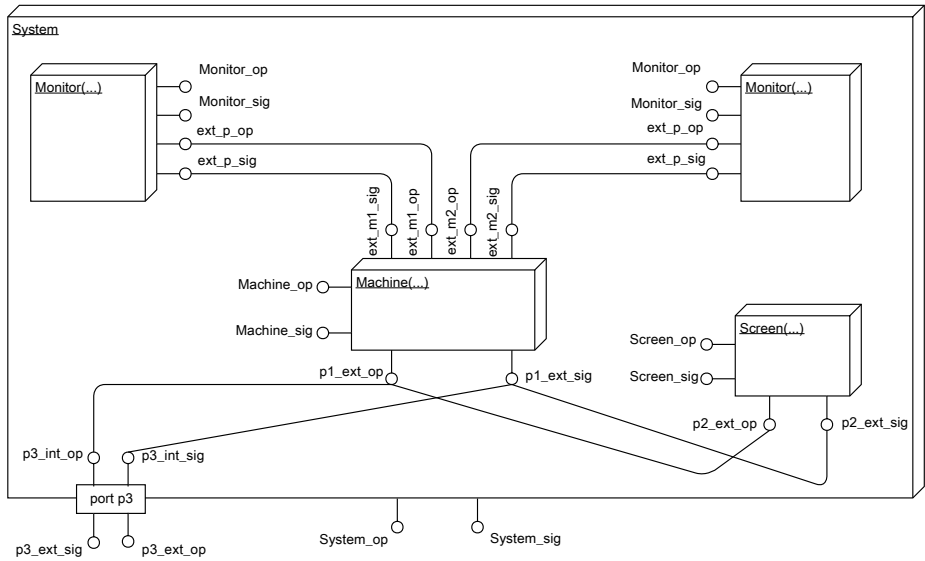 System
Monitor(...)
Monitor_op
Monitor_sig
ext_p_op
ext_p_sig
Monitor_op
Monitor_sig
ext_p_op
ext_p_sig
Monitor(...)
ext_m1_sig
ext_m1_op
ext_m2_op
ext_m2_sig
Machine_op
Machine_sig
Machine(...)
Screen_op
Screen_sig
Screen(...)
p1_ext_op
p1_ext_sig
p2_ext_op
p2_ext_sig
p3_int_op
p3_int_sig
port p3
p3_ext_sig
p3_ext_op
System_op
System_sig